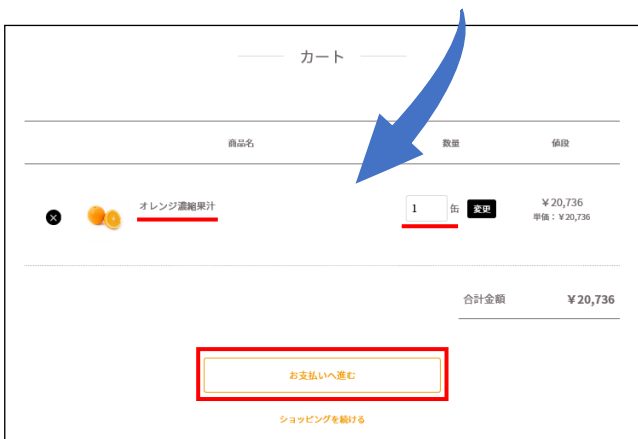 カート
商品名 数量 値段
オレンジ濃縮果汁 1 缶 変更 ￥20,736
単価：￥20,736
合計金額 ￥20,736
お支払いへ進む
ショッピングを続ける